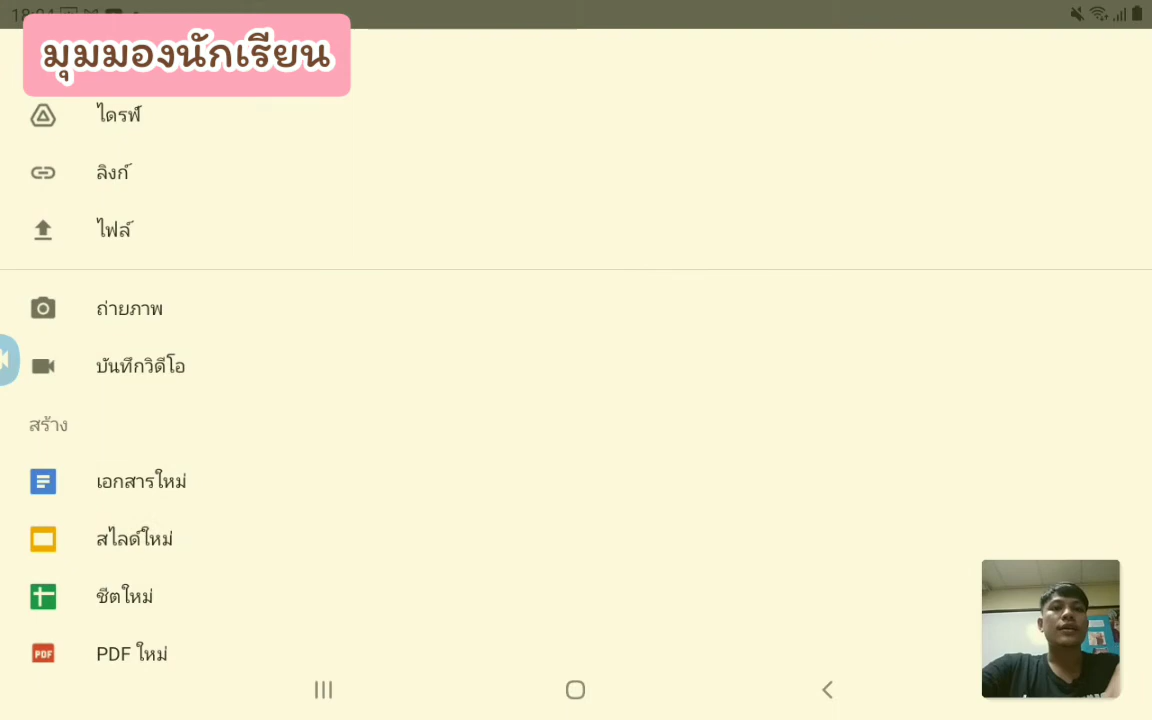 มุมมองนักเรียน
ไดรฟ์
ลิงก์
ไฟล์
ถ่ายภาพ
บันทึกวิดีโอ
สร้าง
เอกสารใหม่
สไลด์ใหม่
ชีตใหม่
PDF ใหม่
PDF